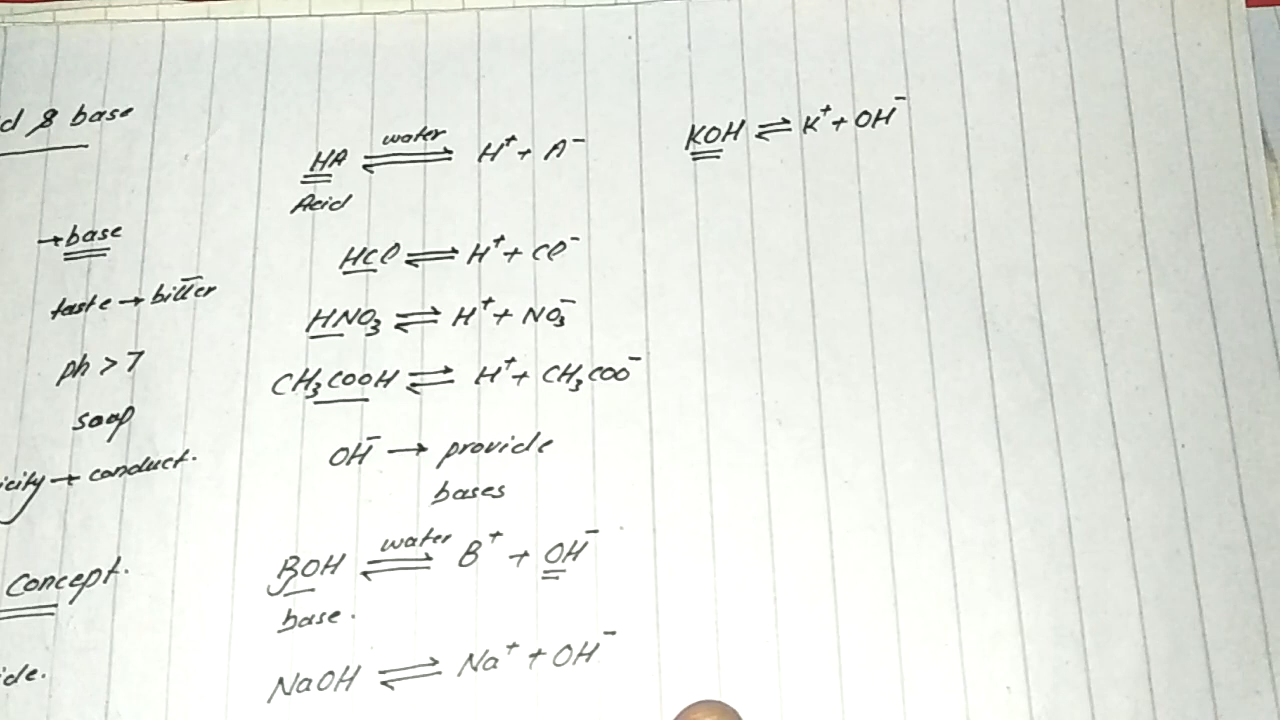 d & base
→ base
taste → bitter
ph > 7
soap
icity → conduct.
Concept.
ide.
HA ⇌ water H⁺ + A⁻
Acid
HCl ⇌ H⁺ + Cl⁻
HNO₃ ⇌ H⁺ + NO₃⁻
CH₃COOH ⇌ H⁺ + CH₃COO⁻
OH⁻ → provide
bases
BOH ⇌ water B⁺ + OH⁻
base.
NaOH ⇌ Na⁺ + OH⁻
KOH ⇌ K⁺ + OH⁻